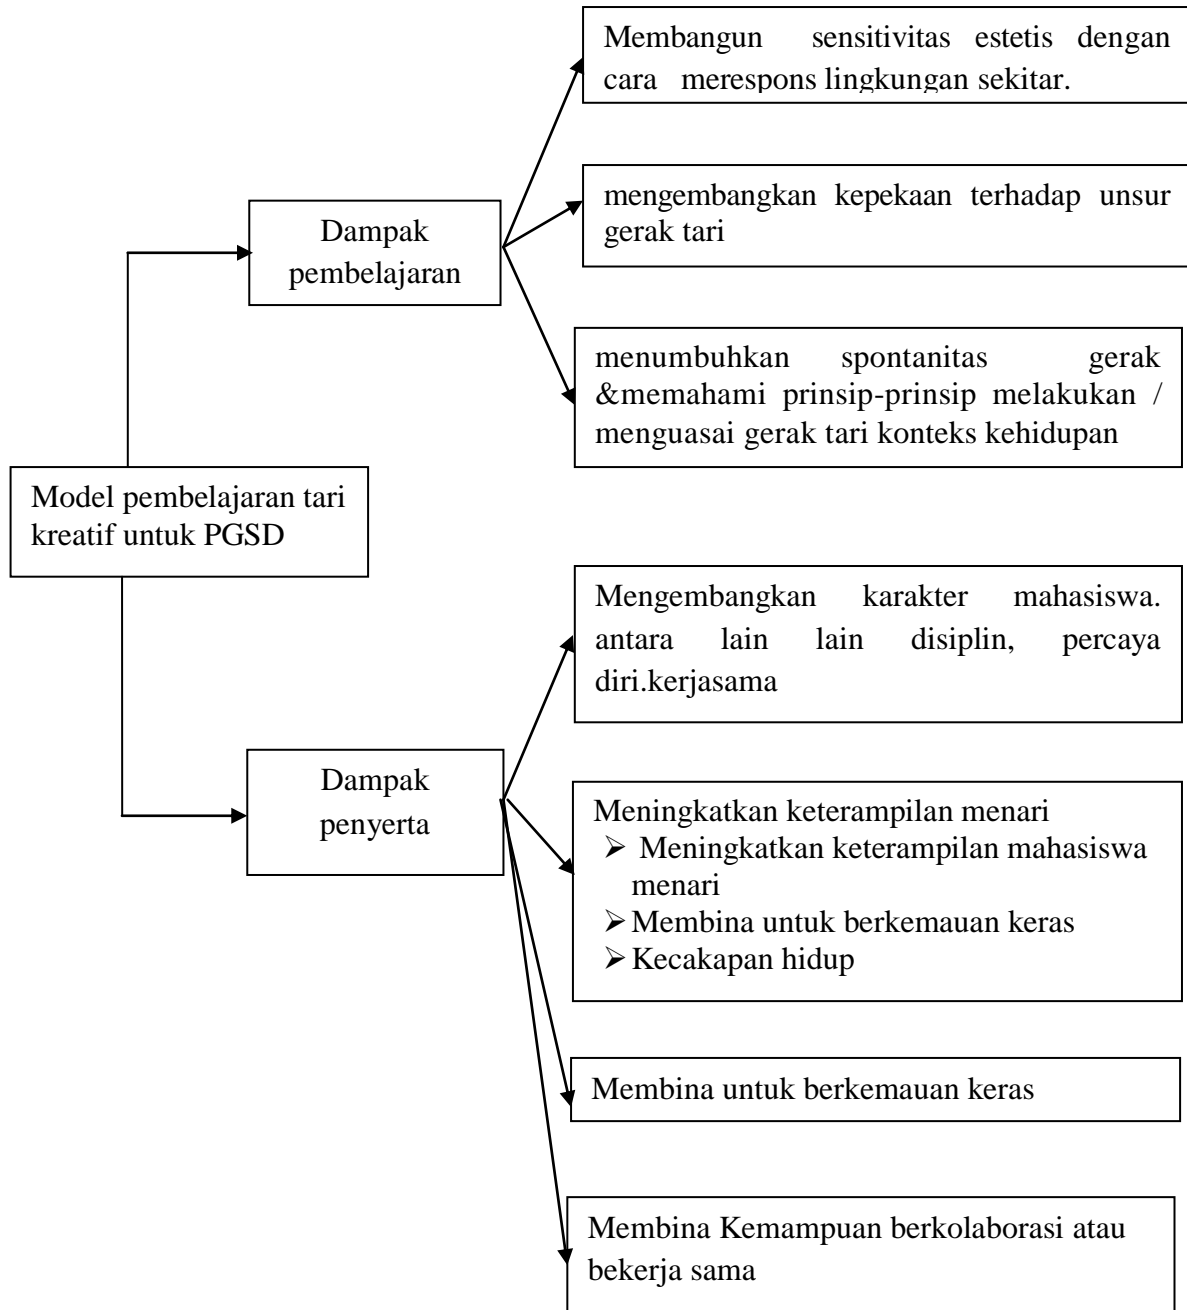 Membangun sensitivitas estetis dengan
cara merespons lingkungan sekitar.
mengembangkan kepekaan terhadap unsur
gerak tari
Dampak
pembelajaran
menumbuhkan spontanitas gerak
&memahami prinsip-prinsip melakukan /
menguasai gerak tari konteks kehidupan
Model pembelajaran tari
kreatif untuk PGSD
Mengembangkan karakter mahasiswa.
antara lain lain disiplin, percaya
diri.kerjasama
Dampak
penyerta
Meningkatkan keterampilan menari
➢ Meningkatkan keterampilan mahasiswa
menari
➢ Membina untuk berkemauan keras
➢ Kecakapan hidup
Membina untuk berkemauan keras
Membina Kemampuan berkolaborasi atau
bekerja sama